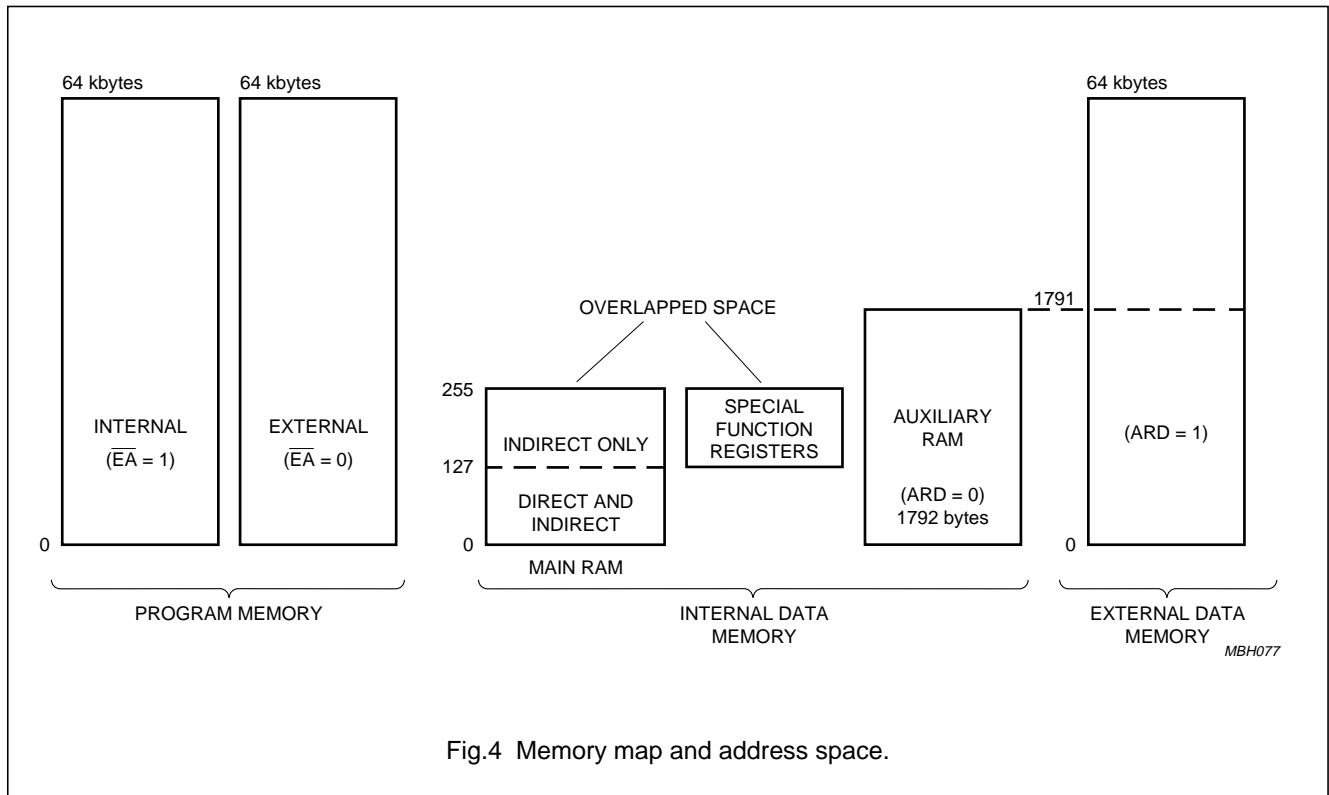 64 kbytes
64 kbytes
64 kbytes
OVERLAPPED SPACE
1791
255
127
0
0
0
INTERNAL
(E̅A̅ = 1)
EXTERNAL
(E̅A̅ = 0)
INDIRECT ONLY
DIRECT AND
INDIRECT
MAIN RAM
SPECIAL
FUNCTION
REGISTERS
AUXILIARY
RAM
(ARD = 0)
1792 bytes
(ARD = 1)
PROGRAM MEMORY
INTERNAL DATA
MEMORY
EXTERNAL DATA
MEMORY
MBH077
Fig.4 Memory map and address space.